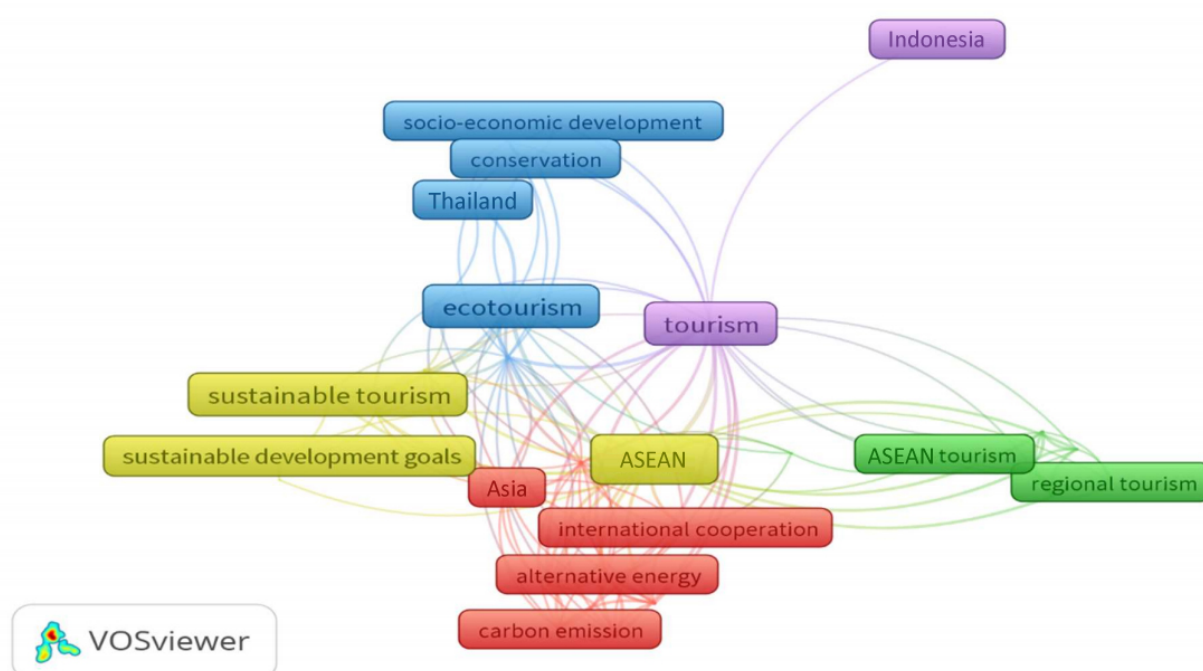 Indonesia
socio-economic development
conservation
Thailand
ecotourism
tourism
sustainable tourism
sustainable development goals
ASEAN
ASEAN tourism
regional tourism
Asia
international cooperation
alternative energy
carbon emission
VOSviewer